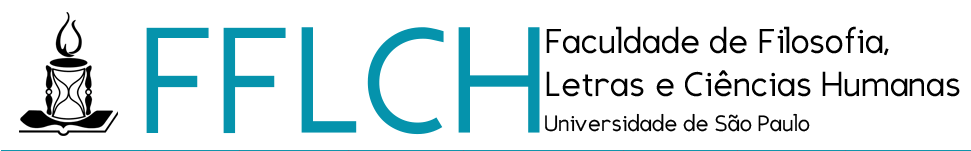 FFLCH
Faculdade de Filosofia,
Letras e Ciências Humanas
Universidade de São Paulo